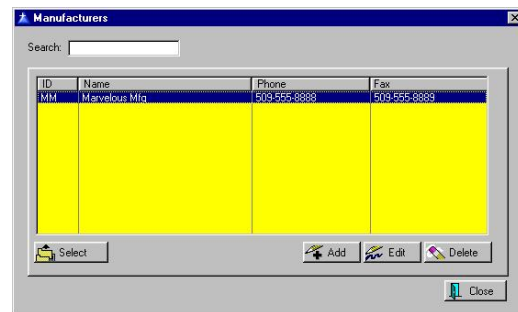 Manufacturers
Search:
ID Name Phone Fax
MM Marvelous Mfg 509-555-8888 509-555-8889
Select Add Edit Delete
Close